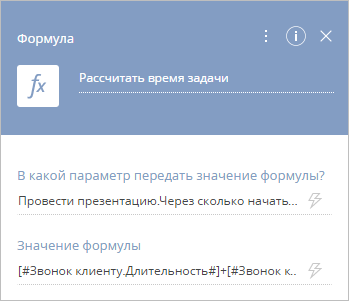 Формула
fx
Рассчитать время задачи
В какой параметр передать значение формулы?
Провести презентацию.Через сколько начать...
Значение формулы
[#Звонок клиенту.Длительность#]+[#Звонок к..